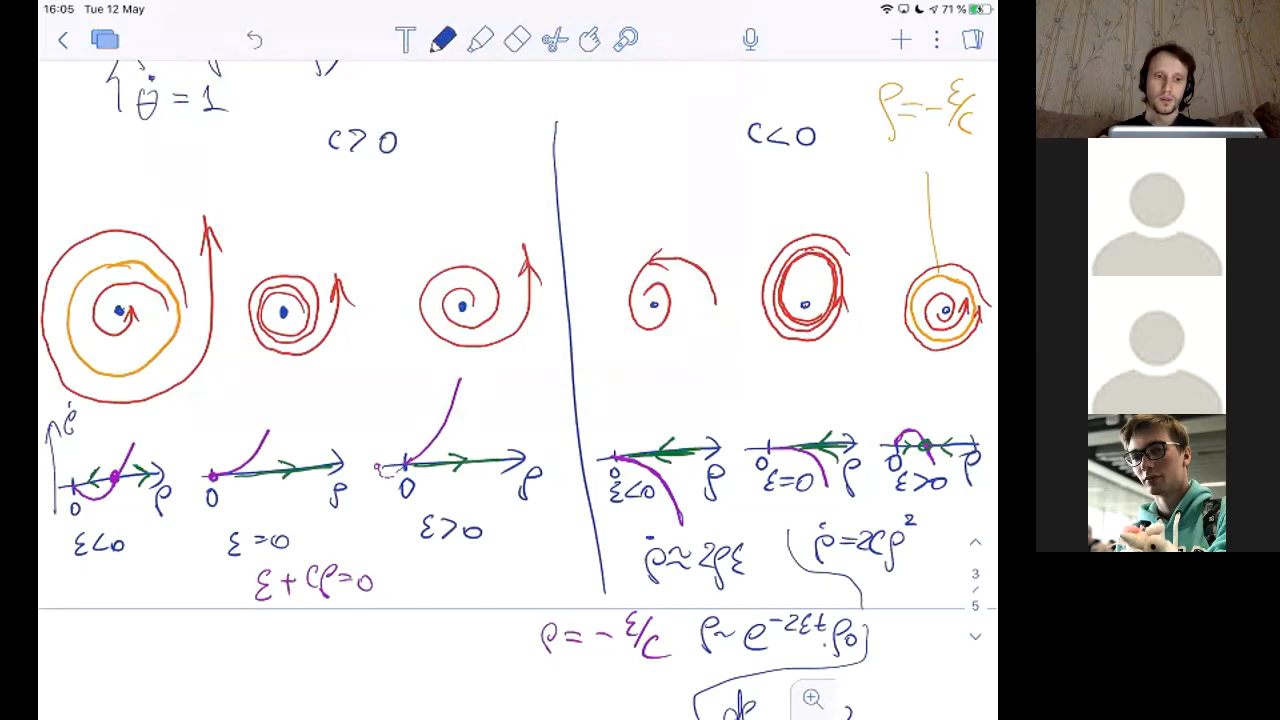 16:05 Tue 12 May
71 %
T
θ̇ = 1
c > 0
c < 0
ρ = - ε/c
ρ̇
0
ρ
0
0
ρ
0
ρ
0
ρ
0
ρ
ε<0
ε=0
ε>0
ε<0
ε=0
ε>0
ε + cρ = 0
ρ̇ ≈ 2ρε
ρ̇ = 2cρ²
3
/
5
ρ = - ε/c
ρ ~ e^{-2εt} · ρ₀
dρ